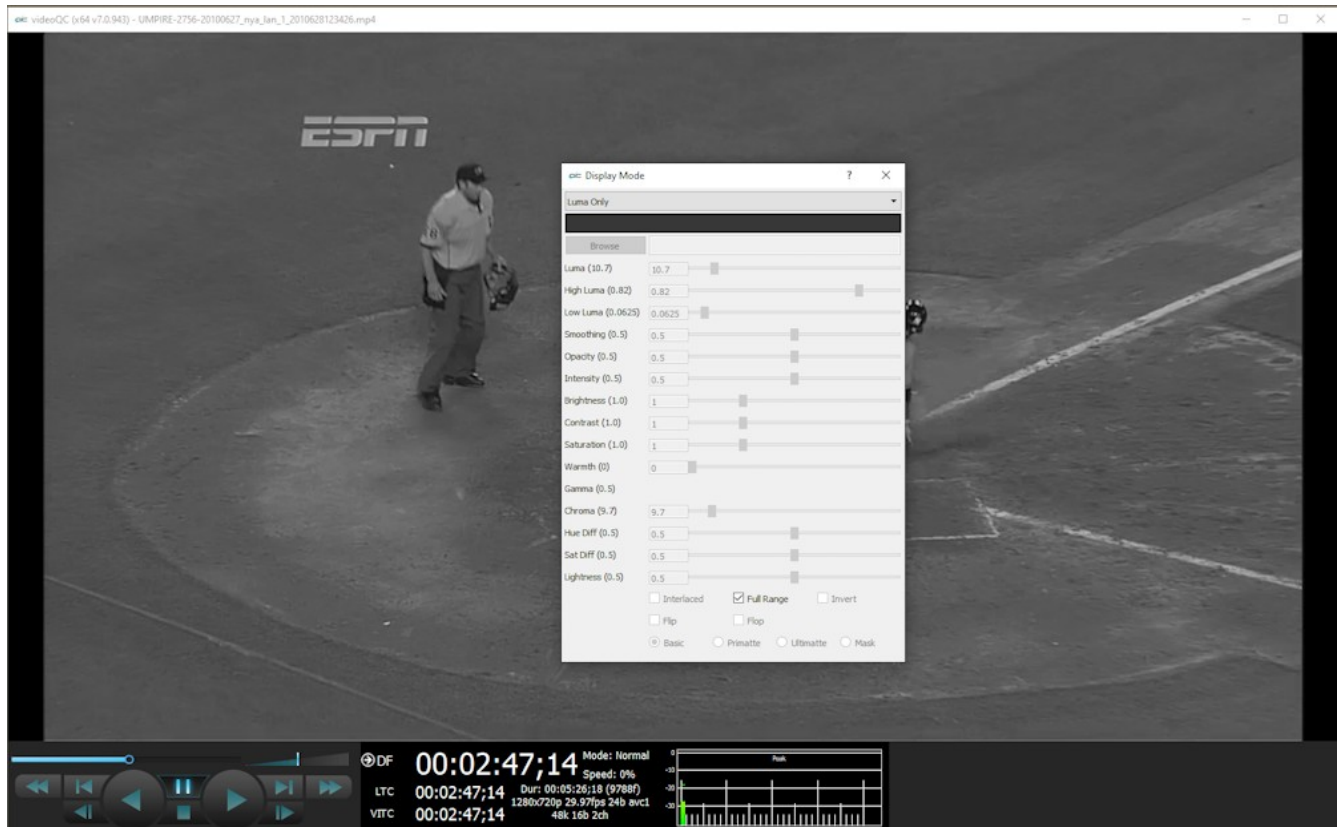 videoQC (x64 v7.0.943) - UMPIRE-2756-20100627_nya_lan_1_2010628123426.mp4
ESPN
8
Display Mode
Luma Only
Browse
Luma (10.7) 10.7
High Luma (0.82) 0.82
Low Luma (0.0625) 0.0625
Smoothing (0.5) 0.5
Opacity (0.5) 0.5
Intensity (0.5) 0.5
Brightness (1.0) 1
Contrast (1.0) 1
Saturation (1.0) 1
Warmth (0) 0
Gamma (0.5)
Chroma (9.7) 9.7
Hue Diff (0.5) 0.5
Sat Diff (0.5) 0.5
Lightness (0.5) 0.5
Interlaced Full Range Invert
Flip Flop
Basic Primatte Ultimatte Mask
DF 00:02:47;14 Mode: Normal
Speed: 0%
LTC 00:02:47;14 Dur: 00:05:26;18 (9788f)
1280x720p 29.97fps 24b avc1
VITC 00:02:47;14 48k 16b 2ch
Peak
0
-10
-20
-30